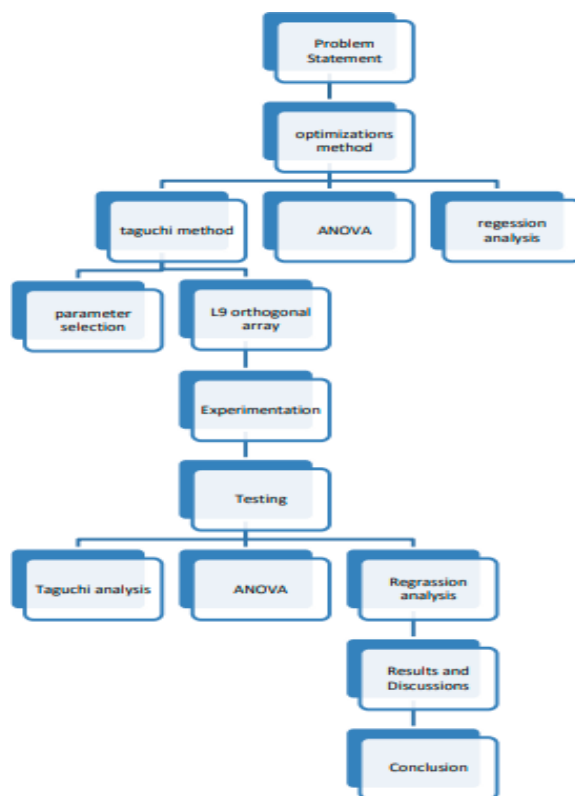 Problem
Statement
optimizations
method
taguchi method
ANOVA
regession
analysis
parameter
selection
L9 orthogonal
array
Experimentation
Testing
Taguchi analysis
ANOVA
Regrassion
analysis
Results and
Discussions
Conclusion